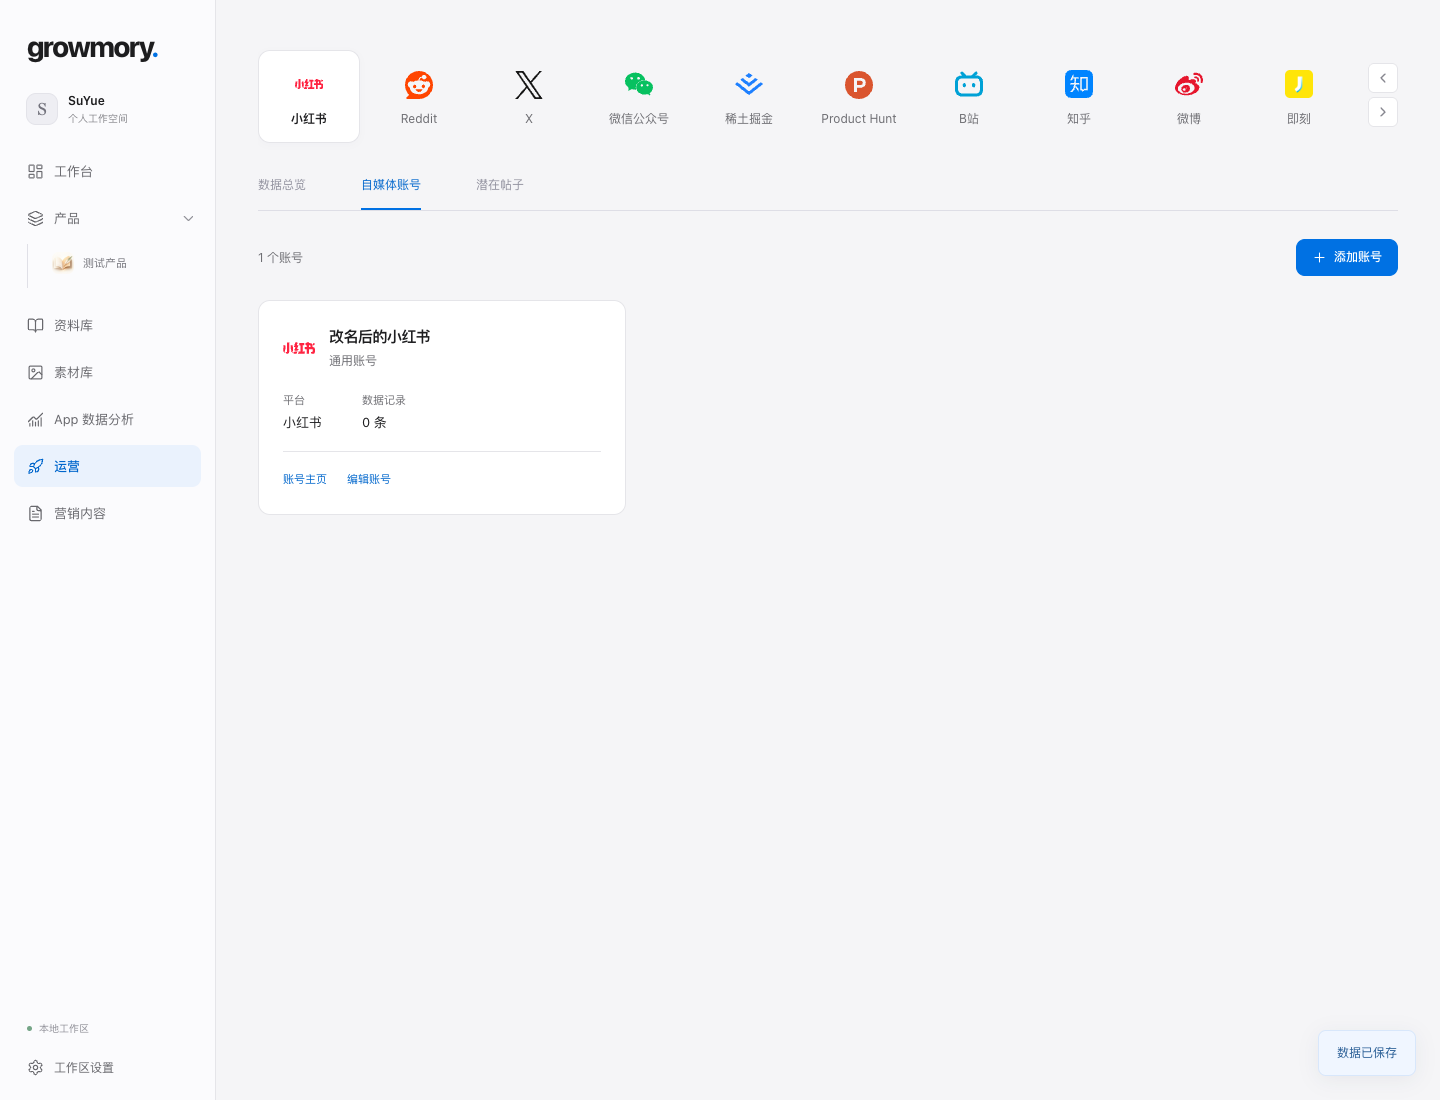 growmory.
S
SuYue
个人工作空间
工作台
产品
测试产品
资料库
素材库
App 数据分析
运营
营销内容
本地工作区
工作区设置
小红书
小红书
Reddit
X
微信公众号
稀土掘金
P
Product Hunt
B站
知
知乎
微博
即刻
数据总览
自媒体账号
潜在帖子
1 个账号
添加账号
小红书
改名后的小红书
通用账号
平台
数据记录
小红书
0 条
账号主页
编辑账号
数据已保存